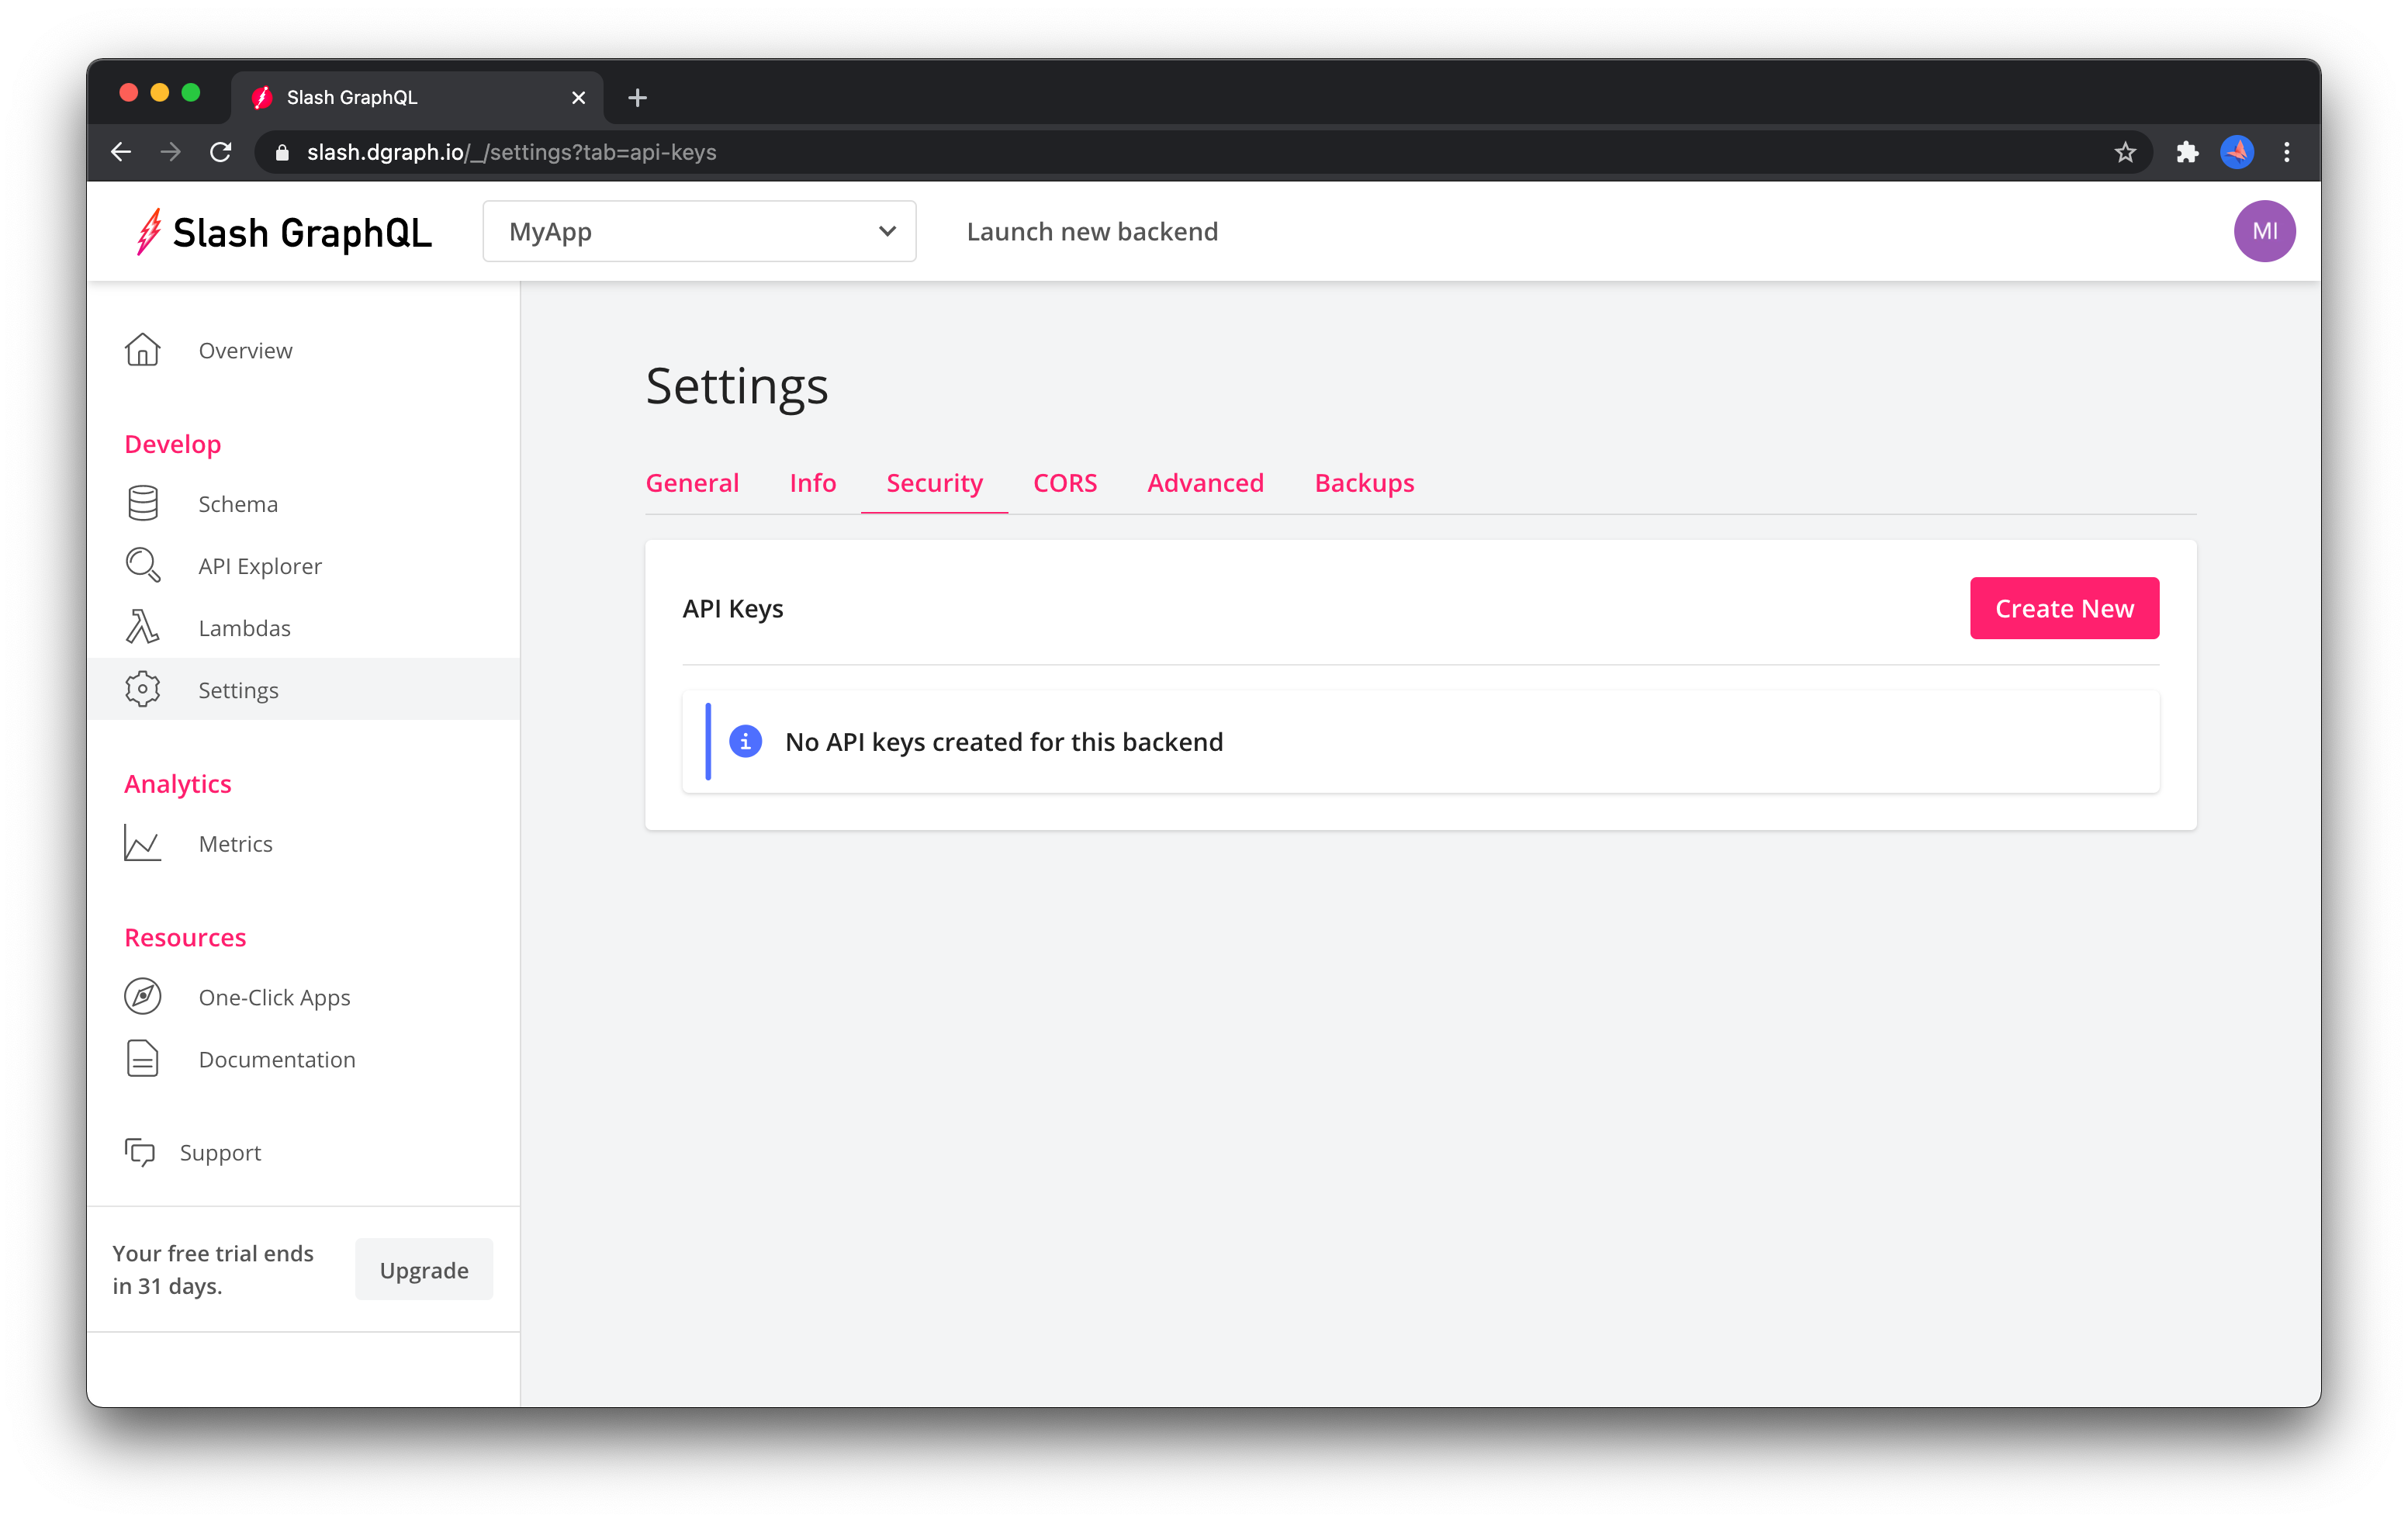 Slash GraphQL
slash.dgraph.io/_/settings?tab=api-keys
Slash GraphQL
MyApp
Launch new backend
MI
Overview
Develop
Schema
API Explorer
Lambdas
Settings
Analytics
Metrics
Resources
One-Click Apps
Documentation
Support
Your free trial ends
in 31 days.
Upgrade
Settings
General Info Security CORS Advanced Backups
API Keys
Create New
No API keys created for this backend